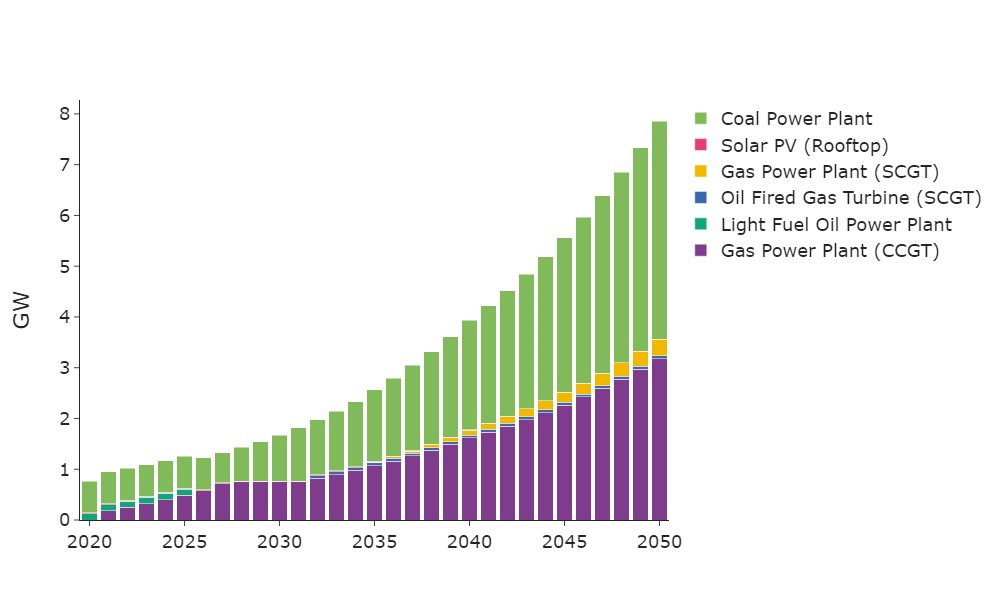 8
7
6
5
4
3
2
1
0
GW
2020
2025
2030
2035
2040
2045
2050
Coal Power Plant
Solar PV (Rooftop)
Gas Power Plant (SCGT)
Oil Fired Gas Turbine (SCGT)
Light Fuel Oil Power Plant
Gas Power Plant (CCGT)